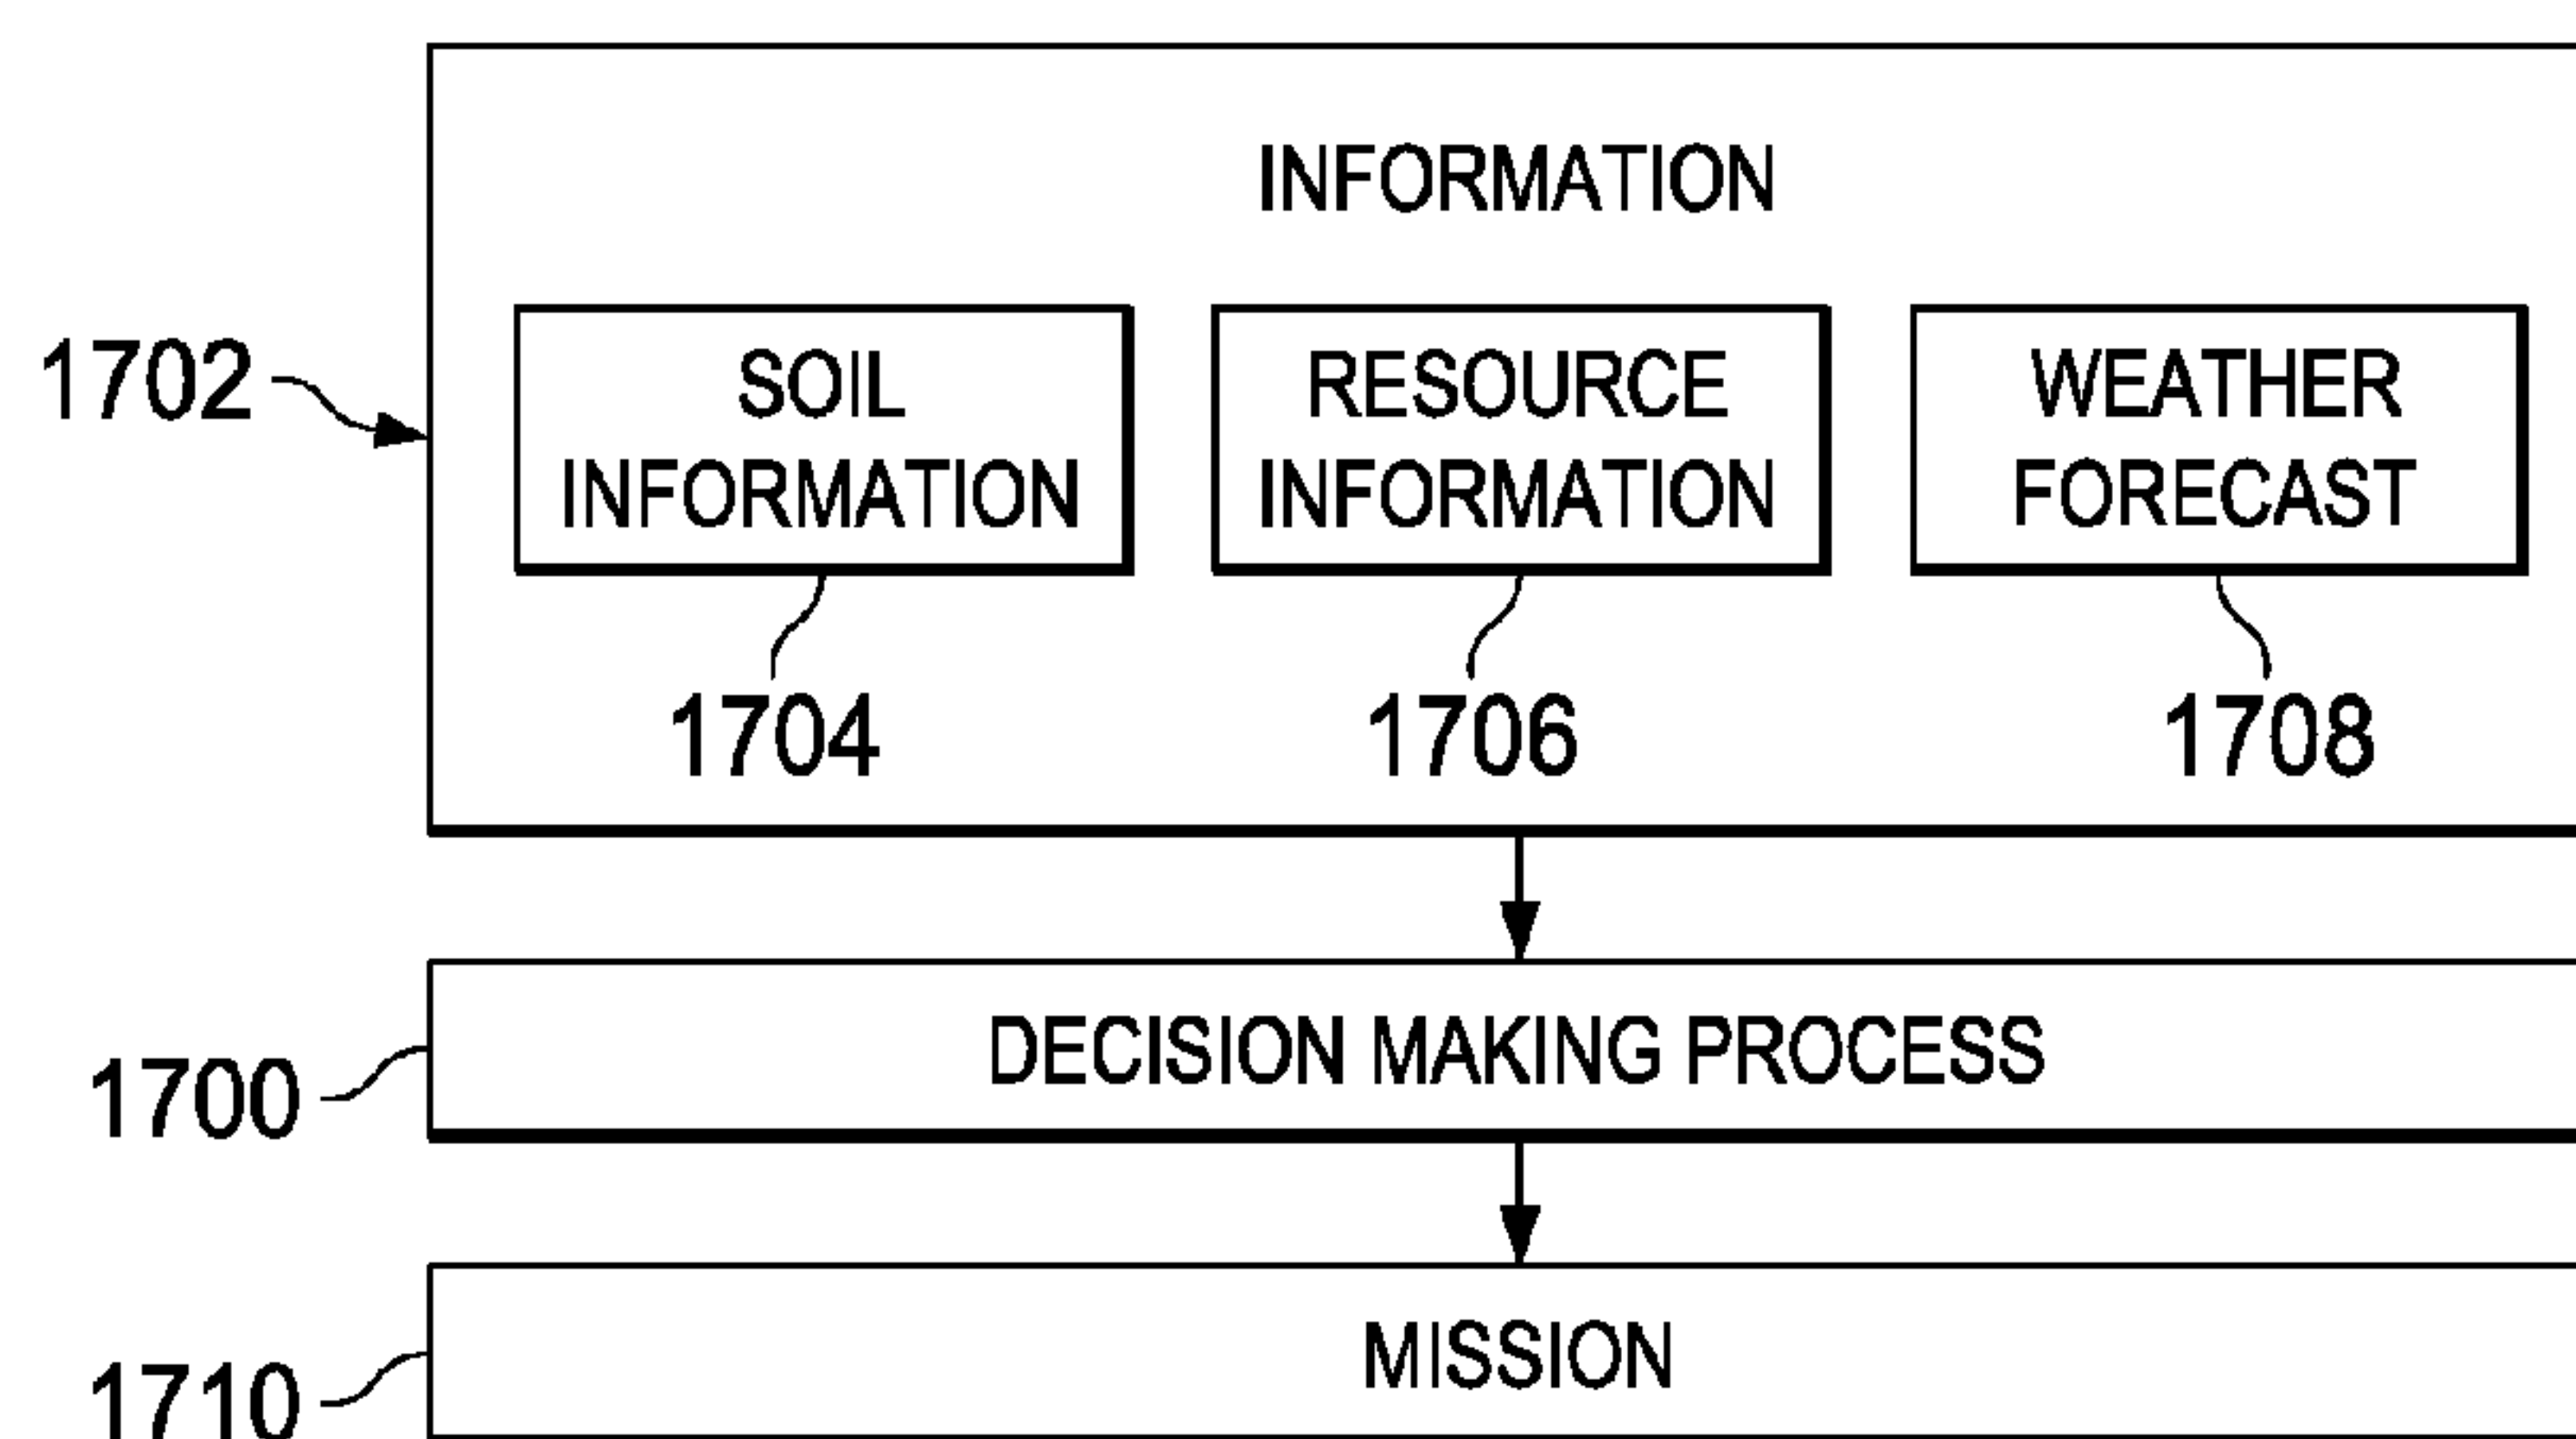 INFORMATION
1702
SOIL
INFORMATION
RESOURCE
INFORMATION
WEATHER
FORECAST
1704
1706
1708
1700
DECISION MAKING PROCESS
1710
MISSION